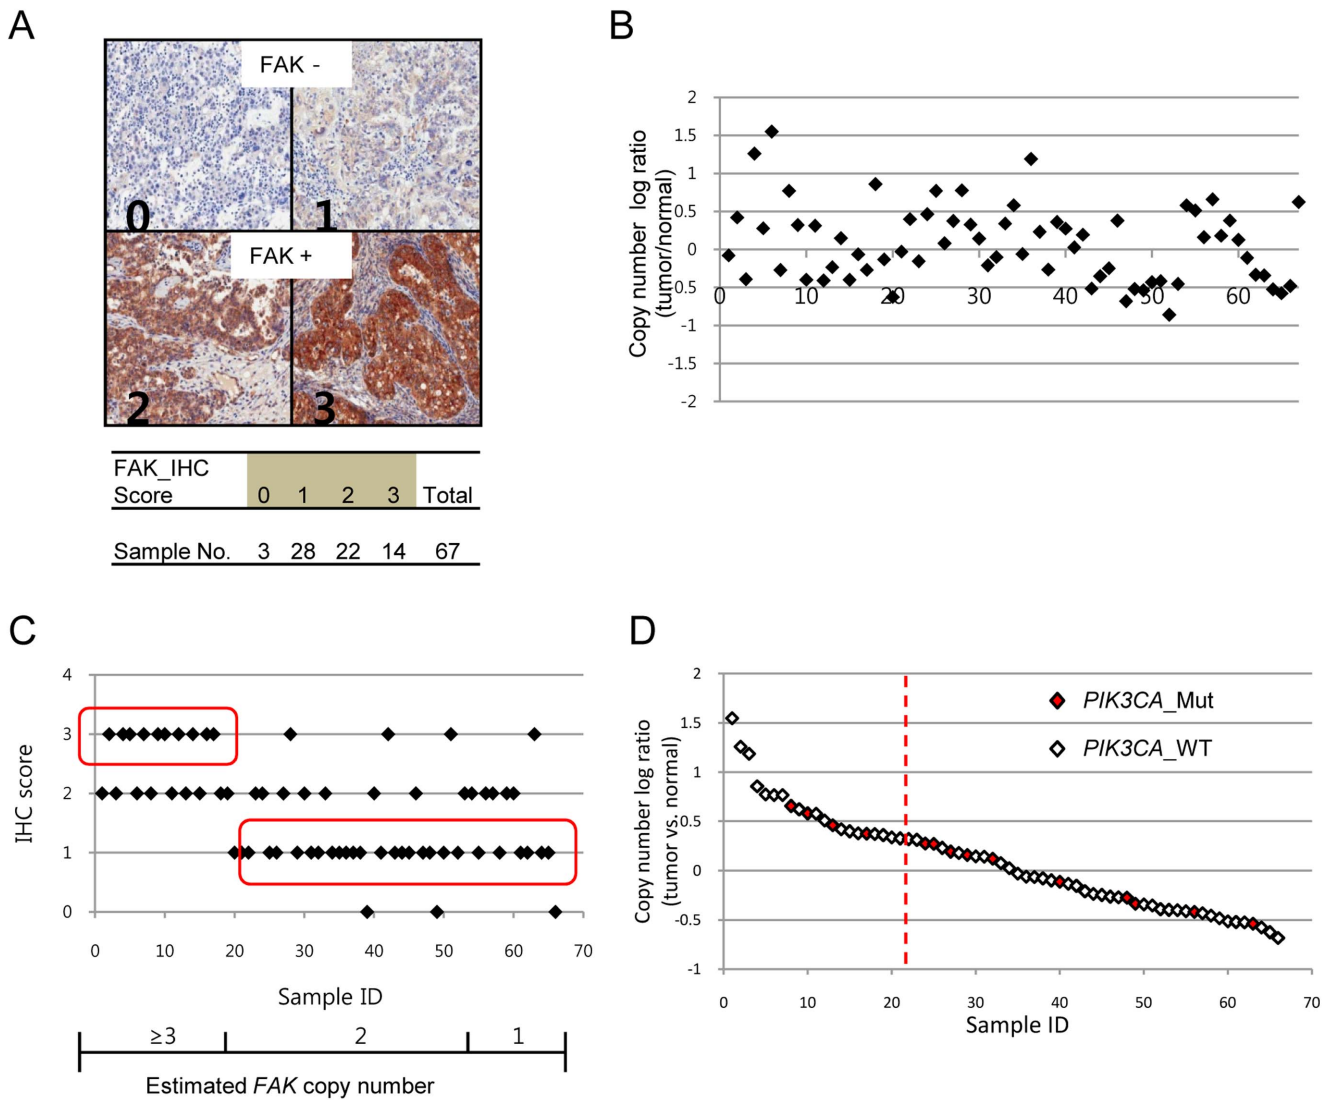 A
FAK -
0
1
FAK +
2
3
FAK_IHC
Score 0 1 2 3 Total
Sample No. 3 28 22 14 67
B
Copy number log ratio
(tumor/normal)
2
1.5
1
0.5
0
-0.5
-1
-1.5
-2
0 10 20 30 40 50 60
C
IHC score
4
3
2
1
0
0 10 20 30 40 50 60 70
Sample ID
≥3 2 1
Estimated FAK copy number
D
Copy number log ratio
(tumor vs. normal)
2
1.5
1
0.5
0
-0.5
-1
PIK3CA_Mut
PIK3CA_WT
0 10 20 30 40 50 60 70
Sample ID